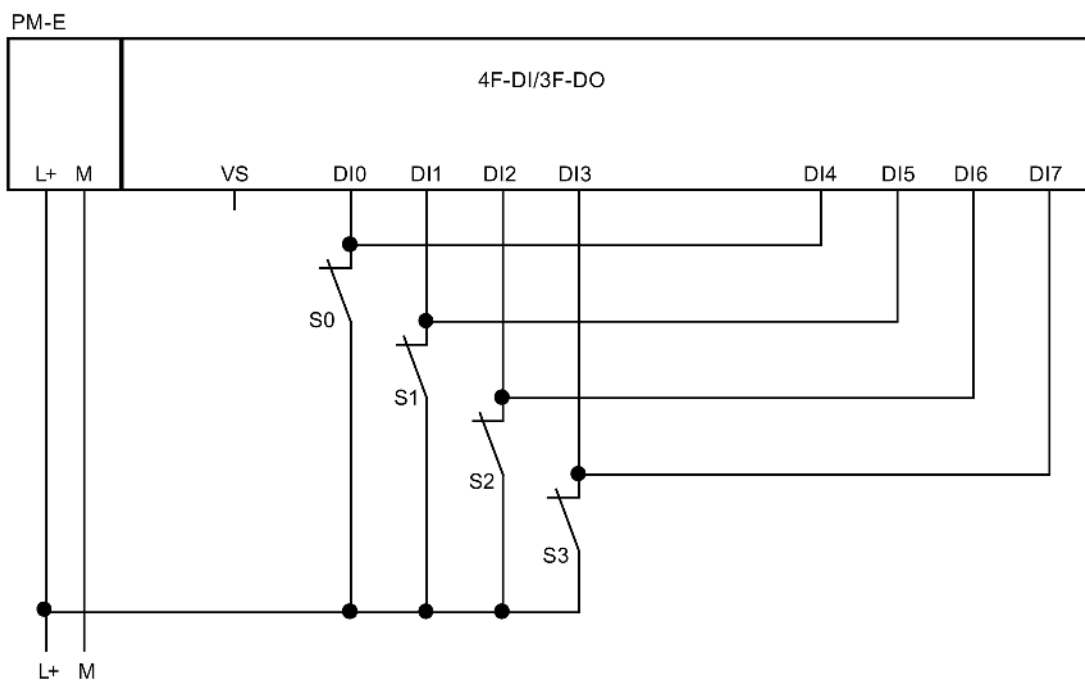 PM-E
4F-DI/3F-DO
L+ M VS DI0 DI1 DI2 DI3 DI4 DI5 DI6 DI7
S0
S1
S2
S3
L+ M